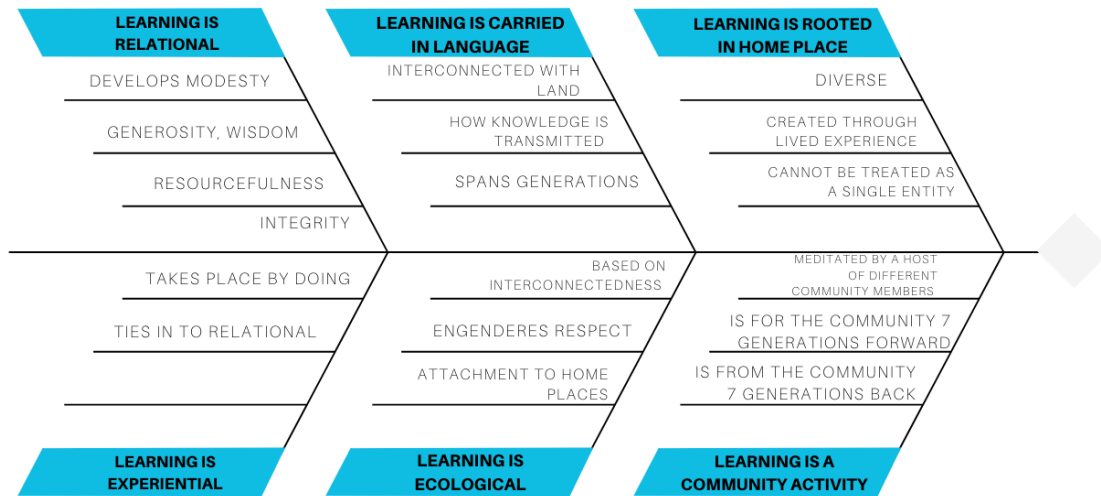 LEARNING IS
RELATIONAL
DEVELOPS MODESTY
GENEROSITY, WISDOM
RESOURCEFULNESS
INTEGRITY
LEARNING IS CARRIED
IN LANGUAGE
INTERCONNECTED WITH
LAND
HOW KNOWLEDGE IS
TRANSMITTED
SPANS GENERATIONS
LEARNING IS ROOTED
IN HOME PLACE
DIVERSE
CREATED THROUGH
LIVED EXPERIENCE
CANNOT BE TREATED AS
A SINGLE ENTITY
TAKES PLACE BY DOING
TIES IN TO RELATIONAL
LEARNING IS
EXPERIENTIAL
BASED ON
INTERCONNECTEDNESS
ENGENDERES RESPECT
ATTACHMENT TO HOME
PLACES
LEARNING IS
ECOLOGICAL
MEDITATED BY A HOST
OF DIFFERENT
COMMUNITY MEMBERS
IS FOR THE COMMUNITY 7
GENERATIONS FORWARD
IS FROM THE COMMUNITY
7 GENERATIONS BACK
LEARNING IS A
COMMUNITY ACTIVITY